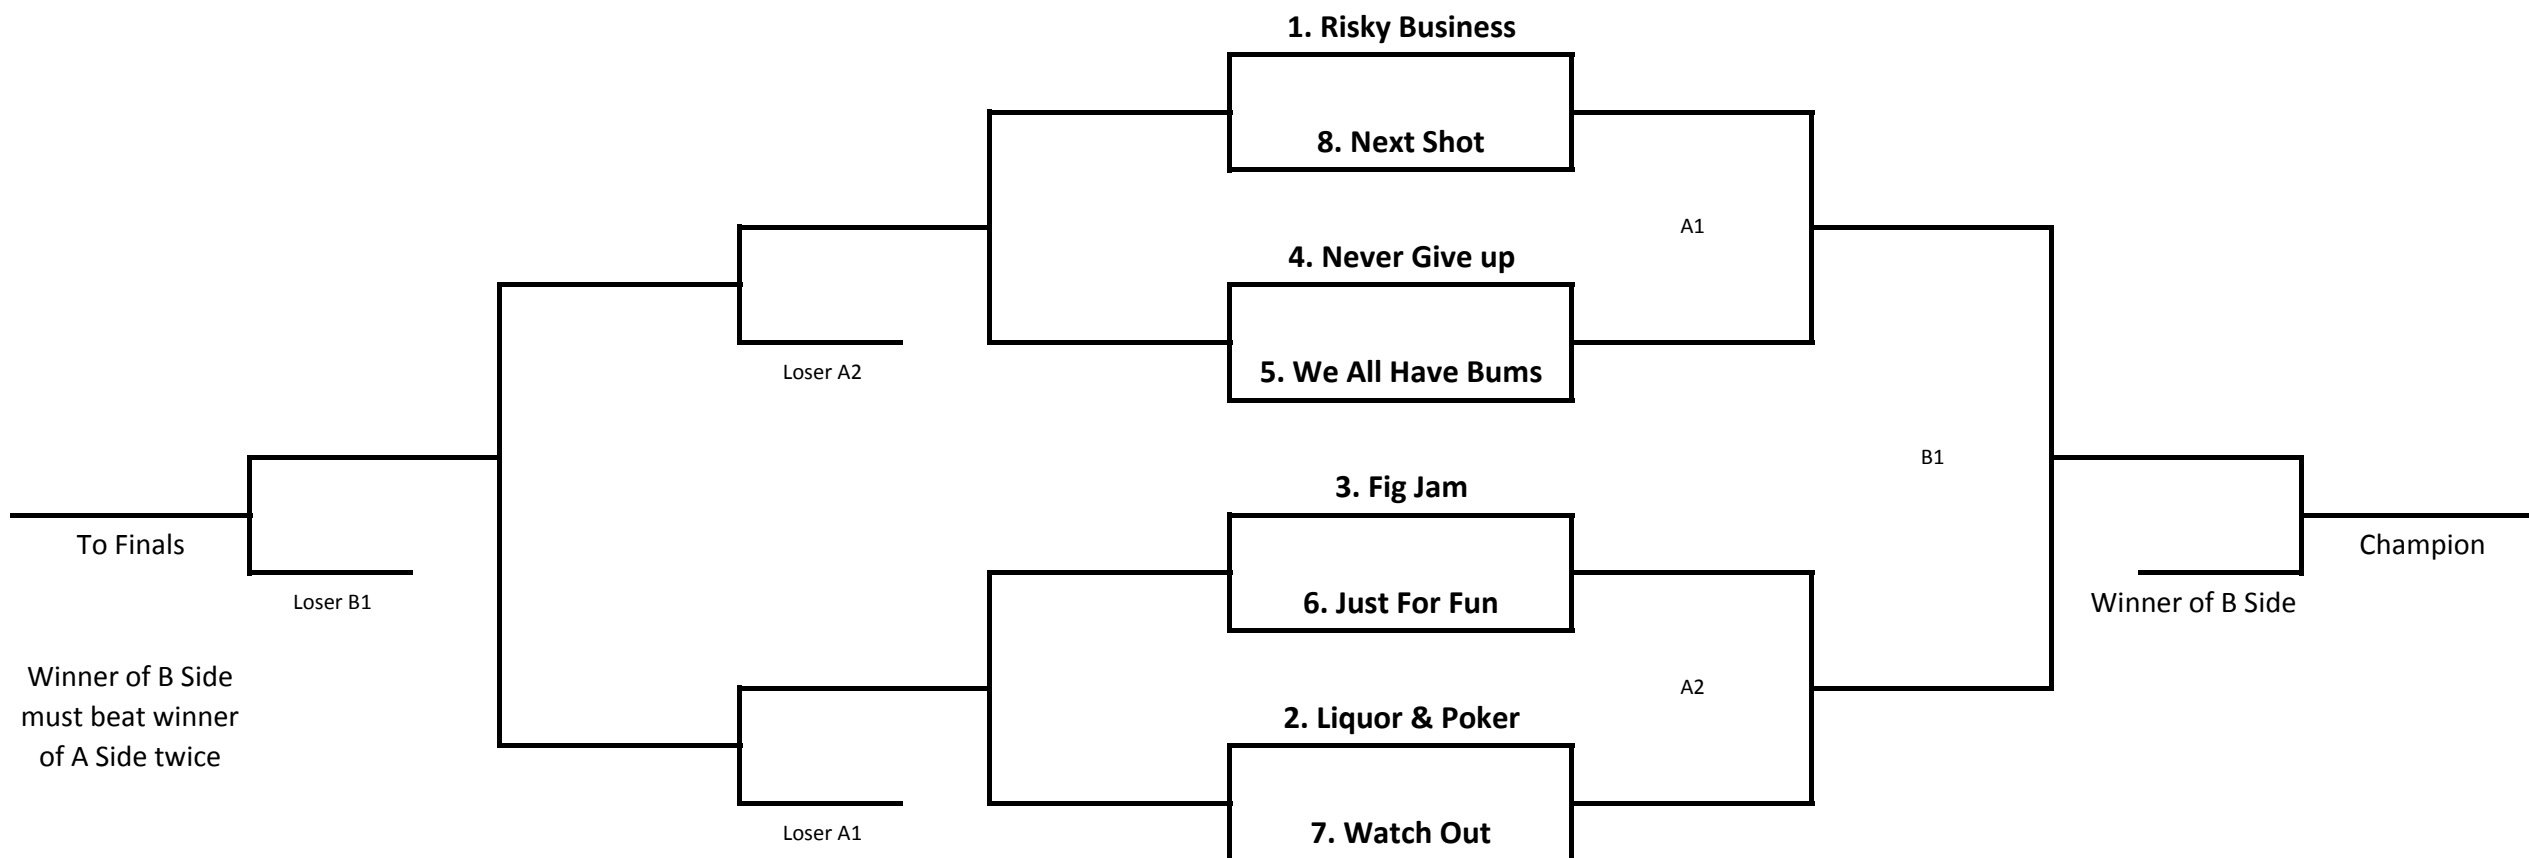 1. Risky Business
8. Next Shot
A1
4. Never Give up
5. We All Have Bums
Loser A2
B1
3. Fig Jam
To Finals
Champion
Loser B1
6. Just For Fun
Winner of B Side
Winner of B Side
must beat winner
of A Side twice
A2
2. Liquor & Poker
Loser A1
7. Watch Out